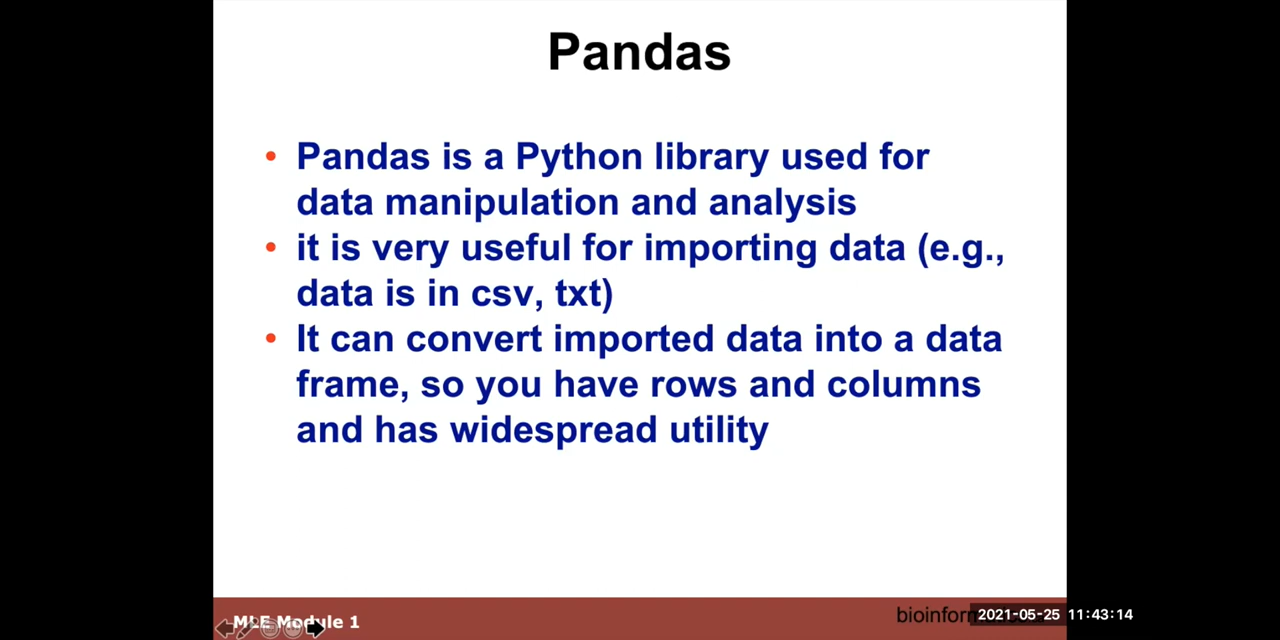 Pandas
• Pandas is a Python library used for
data manipulation and analysis
• it is very useful for importing data (e.g.,
data is in csv, txt)
• It can convert imported data into a data
frame, so you have rows and columns
and has widespread utility
MLE Module 1
2021-05-25 11:43:14